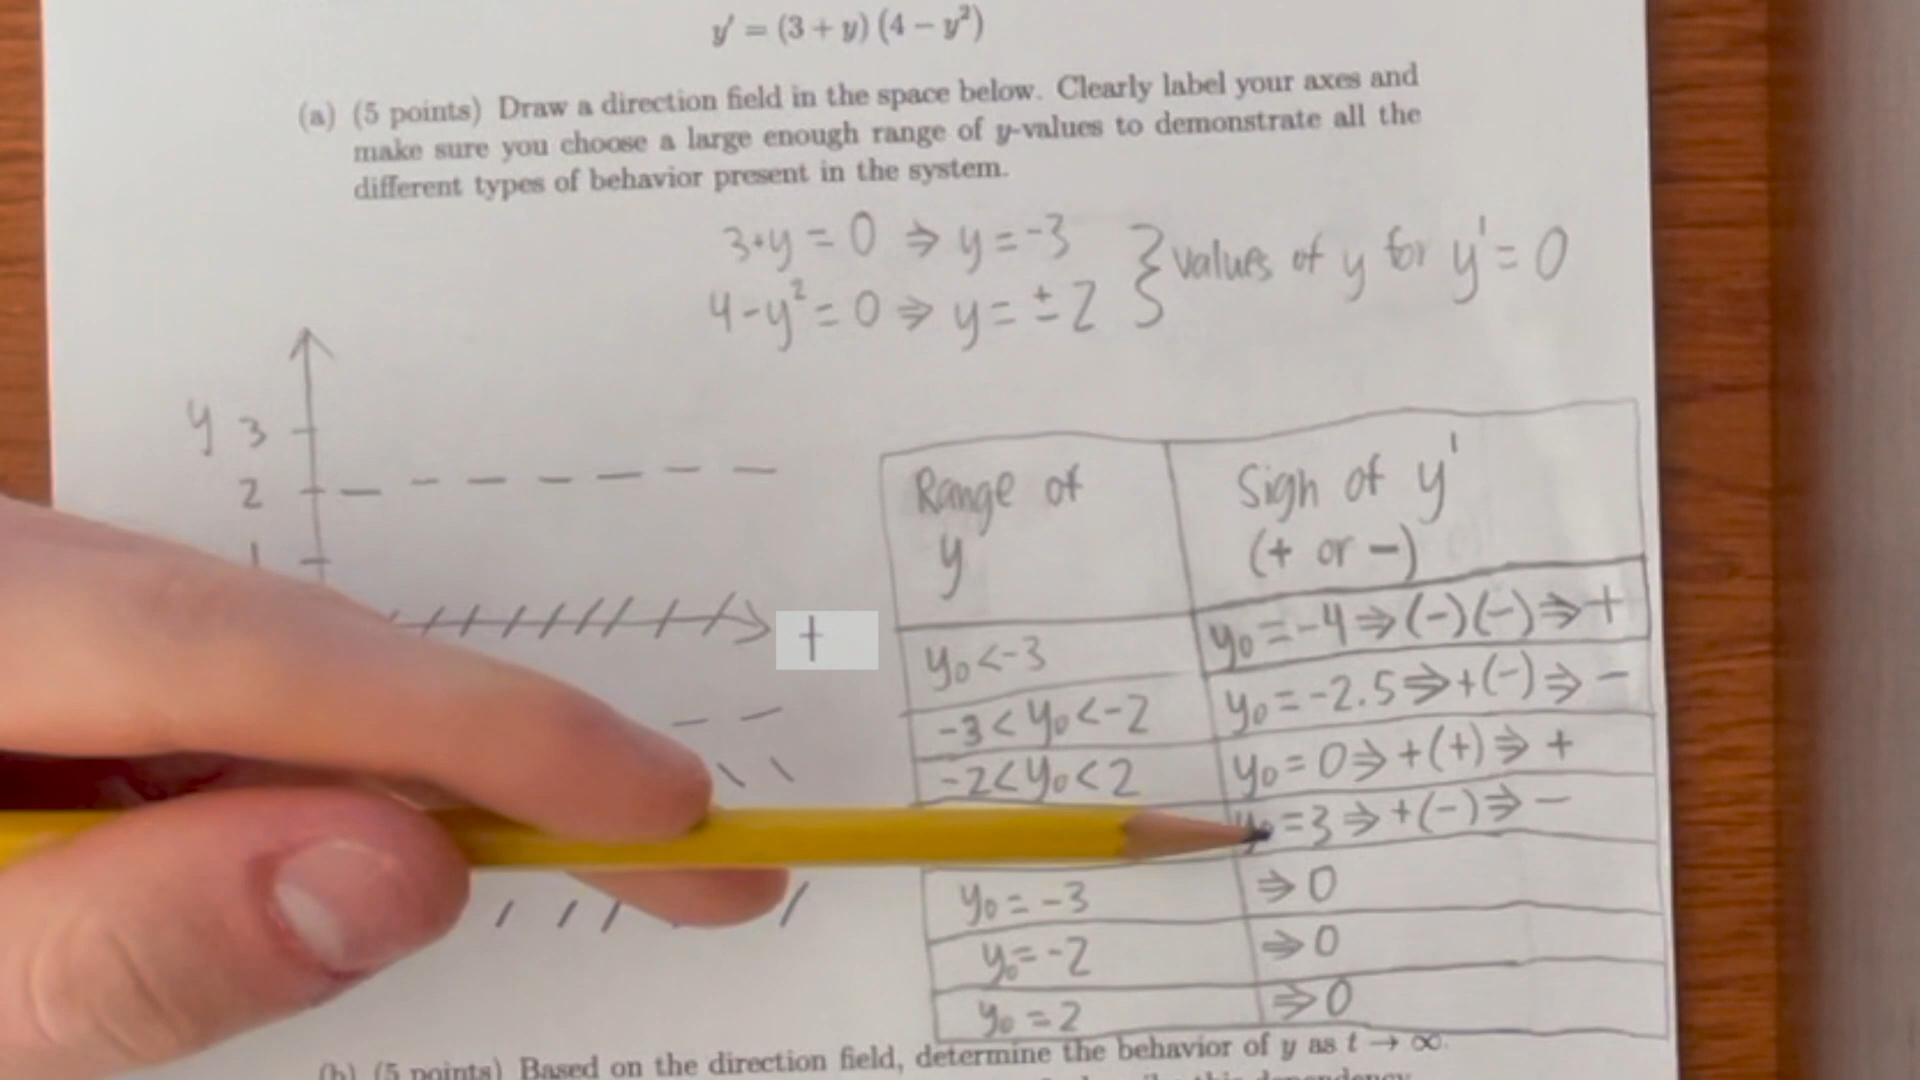 y' = (3 + y) (4 − y²)
(a) (5 points) Draw a direction field in the space below. Clearly label your axes and
make sure you choose a large enough range of y-values to demonstrate all the
different types of behavior present in the system.
3+y = 0 ⇒ y = -3
4-y² = 0 ⇒ y = ± 2
} values of y for y' = 0
y 3
2
1
t
Range of y
Sigh of y' (+ or −)
y₀ < -3
y₀ = -4 ⇒ (-)(-) ⇒ +
-3 < y₀ < -2
y₀ = -2.5 ⇒ +(-) ⇒ −
-2 < y₀ < 2
y₀ = 0 ⇒ +(+) ⇒ +
y₀ = 3 ⇒ +(-) ⇒ −
y₀ = -3
⇒ 0
y₀ = -2
⇒ 0
y₀ = 2
⇒ 0
(b) (5 points) Based on the direction field, determine the behavior of y as t → ∞.